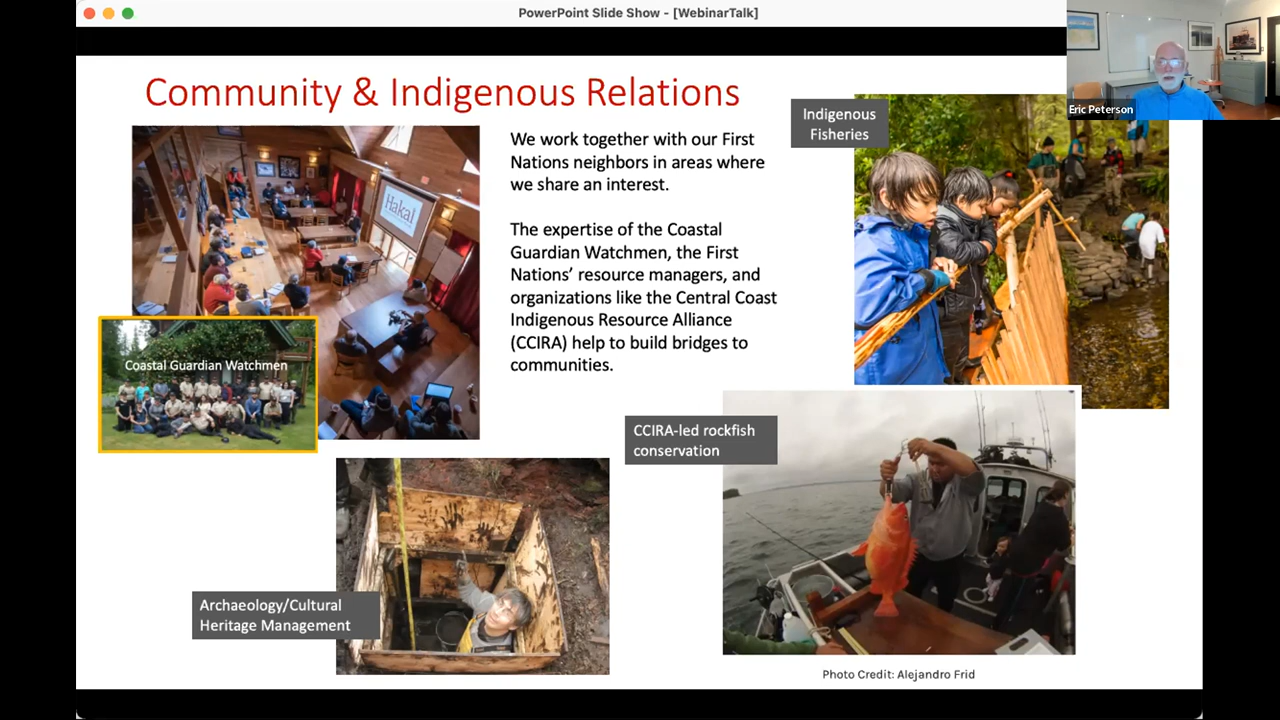 PowerPoint Slide Show - [WebinarTalk]
Eric Peterson
Community & Indigenous Relations
Hakai
Coastal Guardian Watchmen
We work together with our First
Nations neighbors in areas where
we share an interest.
The expertise of the Coastal
Guardian Watchmen, the First
Nations’ resource managers, and
organizations like the Central Coast
Indigenous Resource Alliance
(CCIRA) help to build bridges to
communities.
Indigenous
Fisheries
CCIRA-led rockfish
conservation
Archaeology/Cultural
Heritage Management
Photo Credit: Alejandro Frid